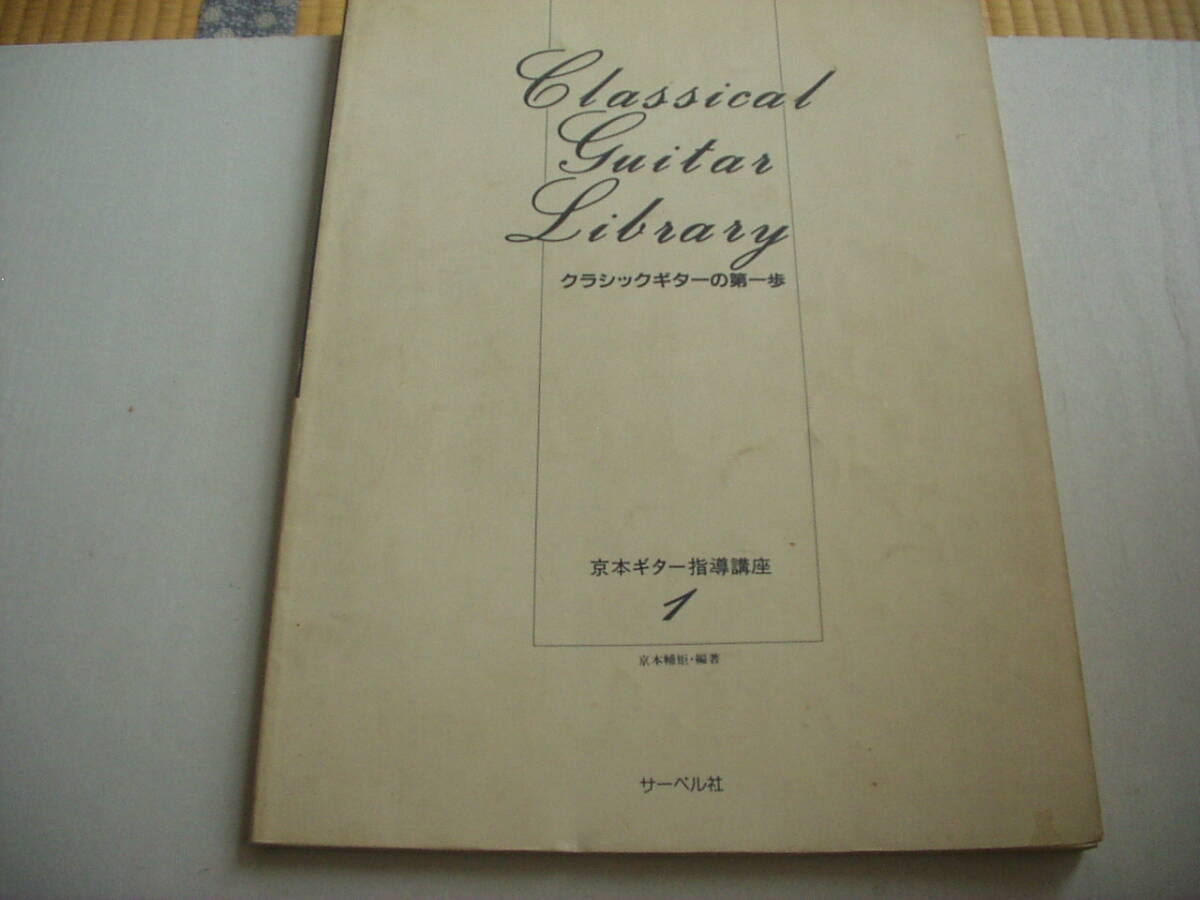 Classical
Guitar
Library
クラシックギターの第一歩
京本ギター指導講座
1
京本輔矩・編著
サーベル社